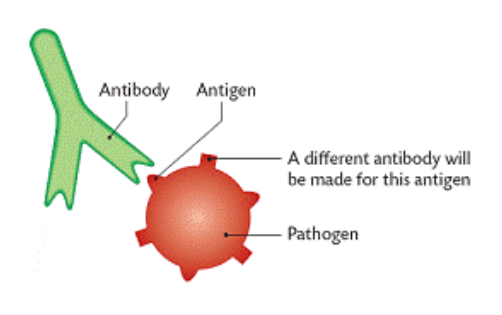 Antibody
Antigen
A different antibody will
be made for this antigen
Pathogen